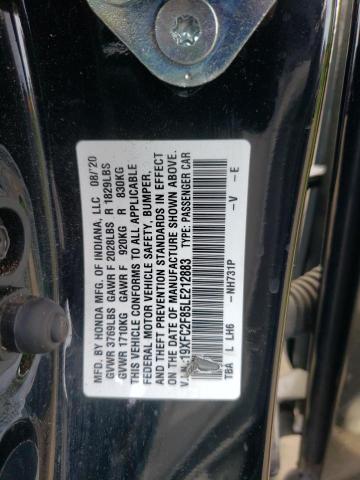 MFD. BY HONDA MFG. OF INDIANA, LLC 08/'20
GVWR 3769LBS GAWR F 2028LBS R 1829LBS
GVWR 1710KG GAWR F 920KG R 830KG
THIS VEHICLE CONFORMS TO ALL APPLICABLE
FEDERAL MOTOR VEHICLE SAFETY, BUMPER,
AND THEFT PREVENTION STANDARDS IN EFFECT
ON THE DATE OF MANUFACTURE SHOWN ABOVE.
V.I.N.: 19XFC2F85LE212883 TYPE: PASSENGER CAR
-NH731P -V -E
TBA L LH6